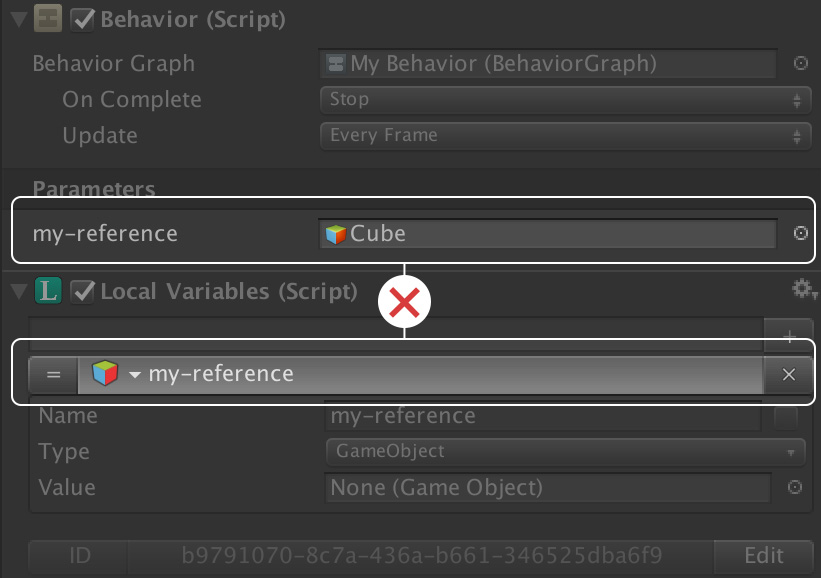 Behavior (Script)
Behavior Graph My Behavior (BehaviorGraph)
On Complete Stop
Update Every Frame
Parameters
my-reference Cube
L Local Variables (Script)
+
= my-reference ×
Name my-reference
Type GameObject
Value None (Game Object)
ID b9791070-8c7a-436a-b661-346525dba6f9 Edit